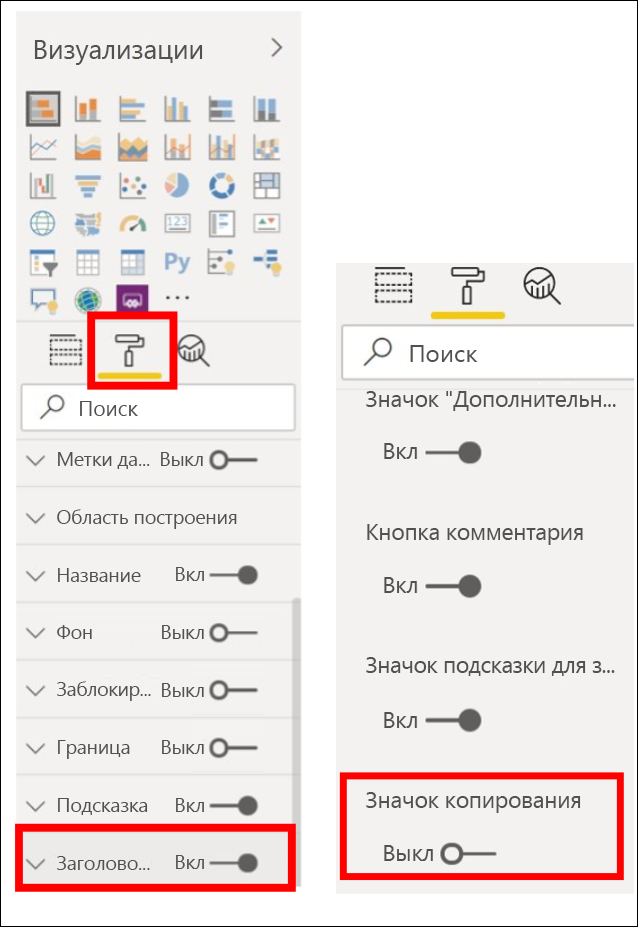 Визуализации
123
Py
Поиск
Метки да... Выкл
Область построения
Название Вкл
Фон Выкл
Заблокир... Выкл
Граница Выкл
Подсказка Вкл
Заголово... Вкл
Поиск
Значок "Дополнительн...
Вкл
Кнопка комментария
Вкл
Значок подсказки для з...
Вкл
Значок копирования
Выкл